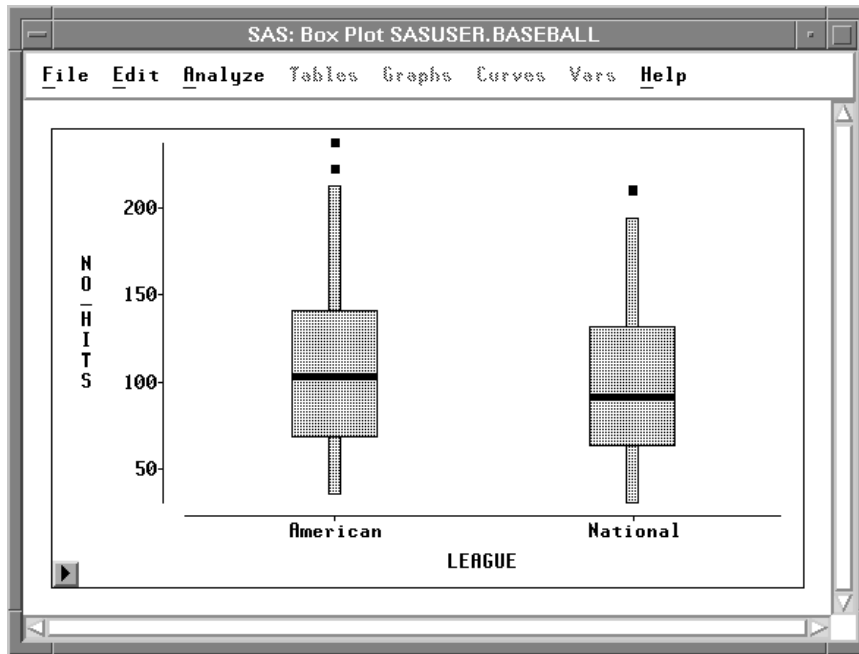 SAS: Box Plot SASUSER.BASEBALL
File Edit Analyze Tables Graphs Curves Vars Help
NO_HITS
200
150
100
50
American National
LEAGUE